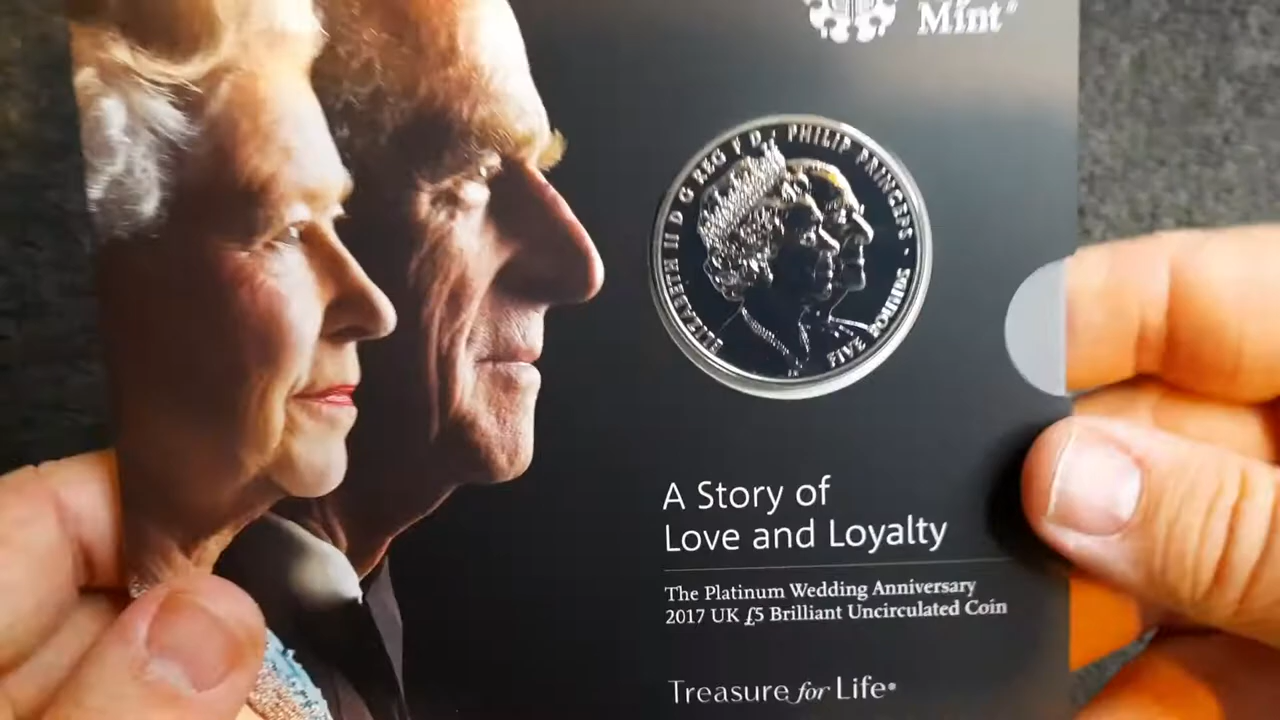 Mint®
ELIZABETH II D G REG F D · PHILIP PRINCEPS · FIVE POUNDS
A Story of
Love and Loyalty
The Platinum Wedding Anniversary
2017 UK £5 Brilliant Uncirculated Coin
Treasure for Life®